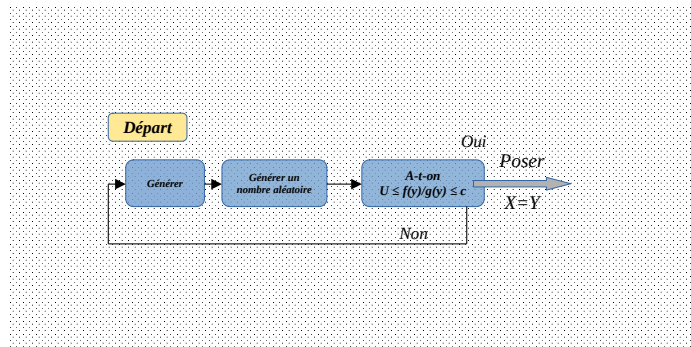 Départ
Oui
Poser
Générer
Générer un
nombre aléatoire
A-t-on
U ≤ f(y)/g(y) ≤ c
X=Y
Non